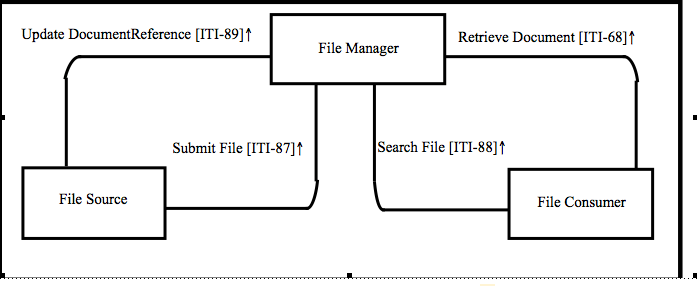 Update DocumentReference [ITI-89]↑
File Manager
Retrieve Document [ITI-68]↑
Submit File [ITI-87]↑
Search File [ITI-88]↑
File Source
File Consumer